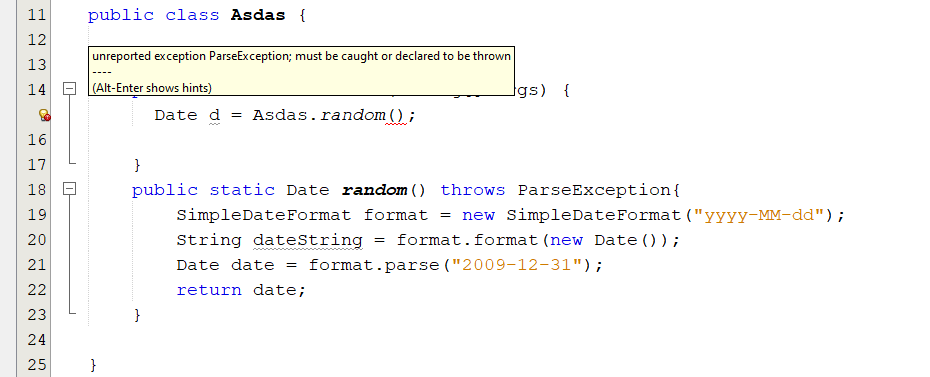 11 public class Asdas {
12
unreported exception ParseException; must be caught or declared to be thrown
13
----
(Alt-Enter shows hints)
14 gs) {
Date d = Asdas.random();
16
17 }
18 public static Date random() throws ParseException{
19 SimpleDateFormat format = new SimpleDateFormat("yyyy-MM-dd");
20 String dateString = format.format(new Date());
21 Date date = format.parse("2009-12-31");
22 return date;
23 }
24
25 }